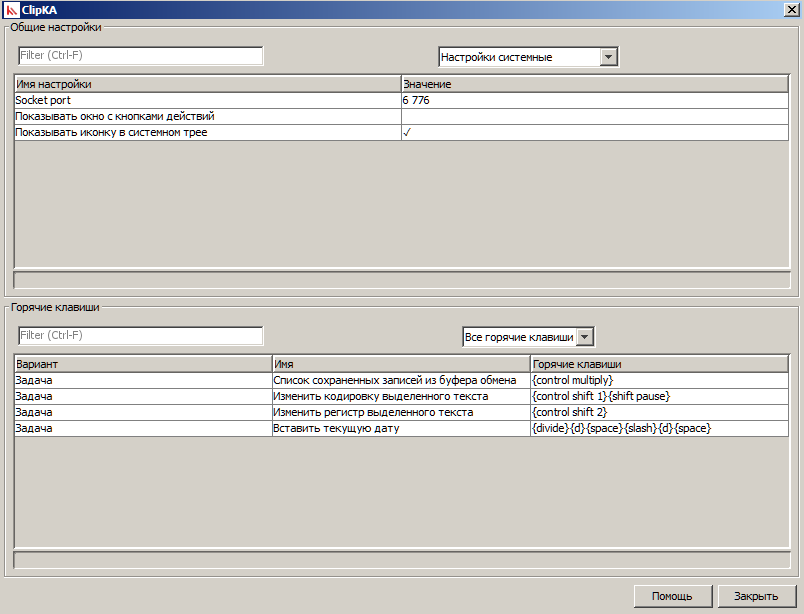 ClipKA
Общие настройки
Filter (Ctrl-F)
Настройки системные
Имя настройки Значение
Socket port 6 776
Показывать окно с кнопками действий
Показывать иконку в системном трее ✓
Горячие клавиши
Filter (Ctrl-F)
Все горячие клавиши
Вариант Имя Горячие клавиши
Задача Список сохраненных записей из буфера обмена {control multiply}
Задача Изменить кодировку выделенного текста {control shift 1}{shift pause}
Задача Изменить регистр выделенного текста {control shift 2}
Задача Вставить текущую дату {divide}{d}{space}{slash}{d}{space}
Помощь Закрыть